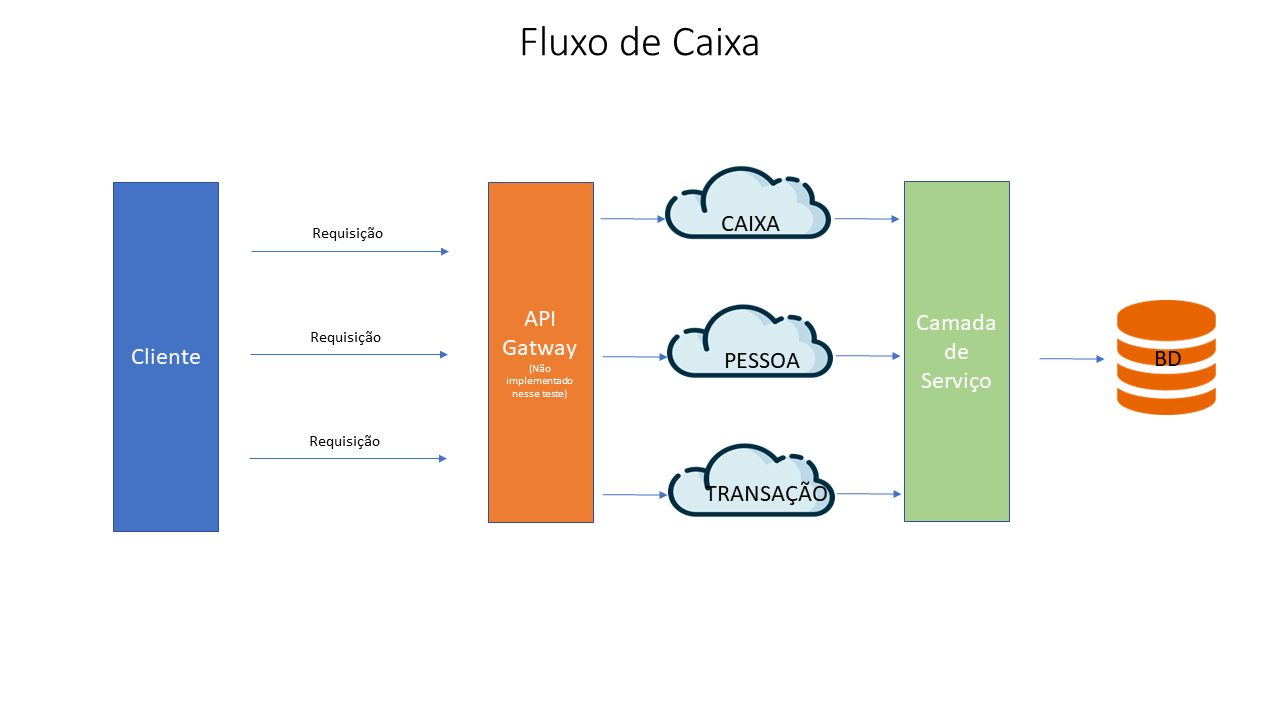 Fluxo de Caixa
Cliente
Requisição
Requisição
Requisição
API
Gatway
(Não
implementado
nesse teste)
CAIXA
PESSOA
TRANSAÇÃO
Camada
de
Serviço
BD